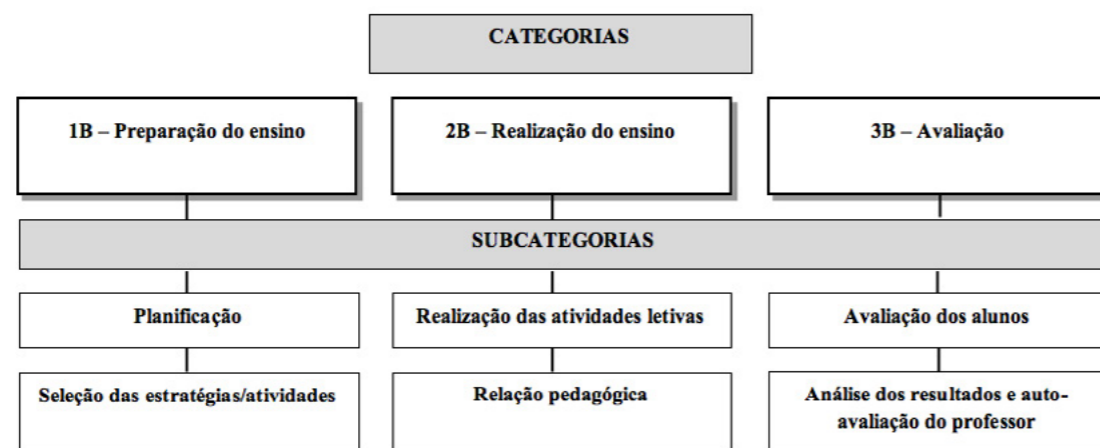 CATEGORIAS
1B – Preparação do ensino
2B – Realização do ensino
3B – Avaliação
SUBCATEGORIAS
Planificação
Realização das atividades letivas
Avaliação dos alunos
Seleção das estratégias/atividades
Relação pedagógica
Análise dos resultados e auto-
avaliação do professor